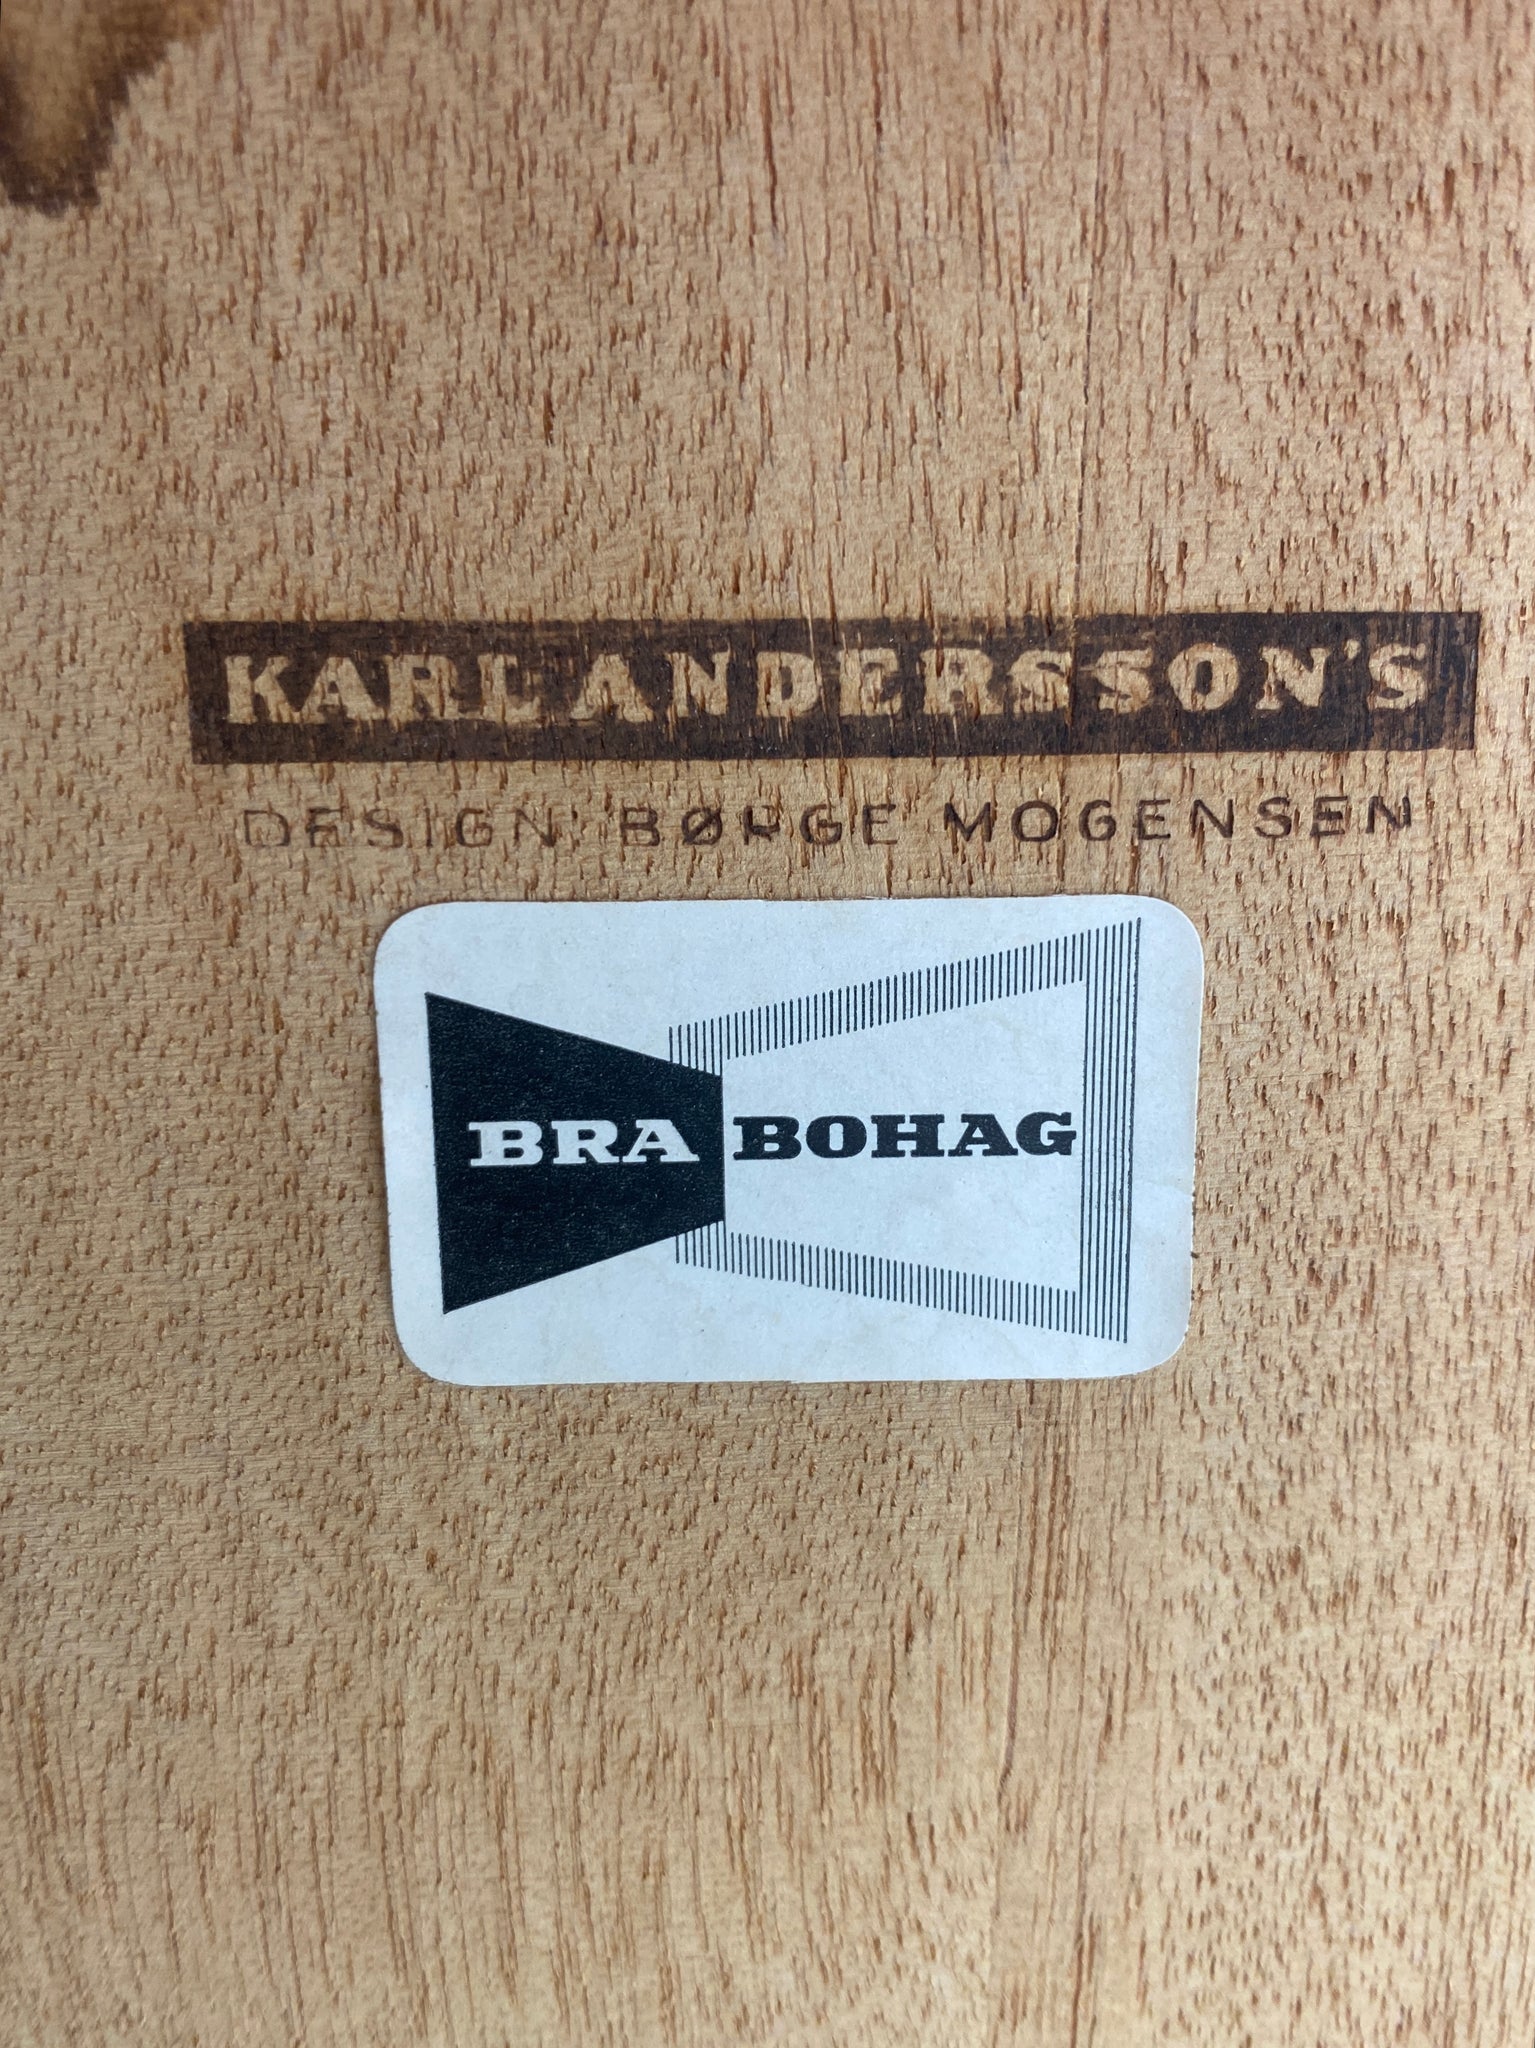 KARL ANDERSSON'S
DESIGN: BØRGE MOGENSEN
BRA BOHAG